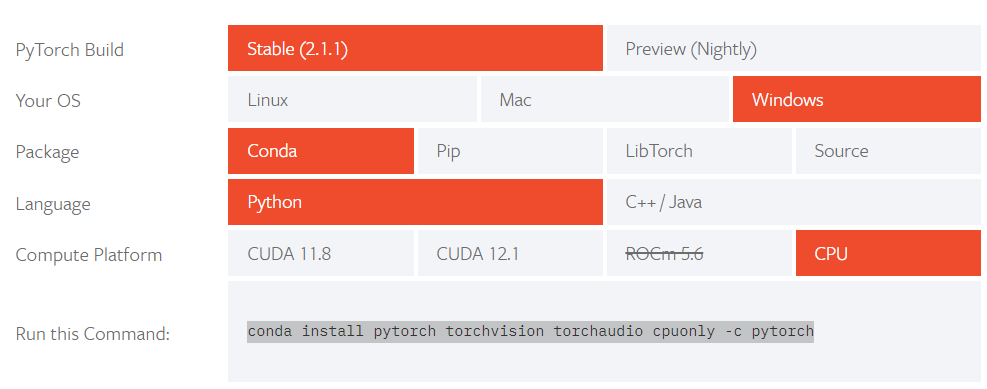 PyTorch Build Stable (2.1.1) Preview (Nightly)
Your OS Linux Mac Windows
Package Conda Pip LibTorch Source
Language Python C++ / Java
Compute Platform CUDA 11.8 CUDA 12.1 ROCm 5.6 CPU
Run this Command: conda install pytorch torchvision torchaudio cpuonly -c pytorch